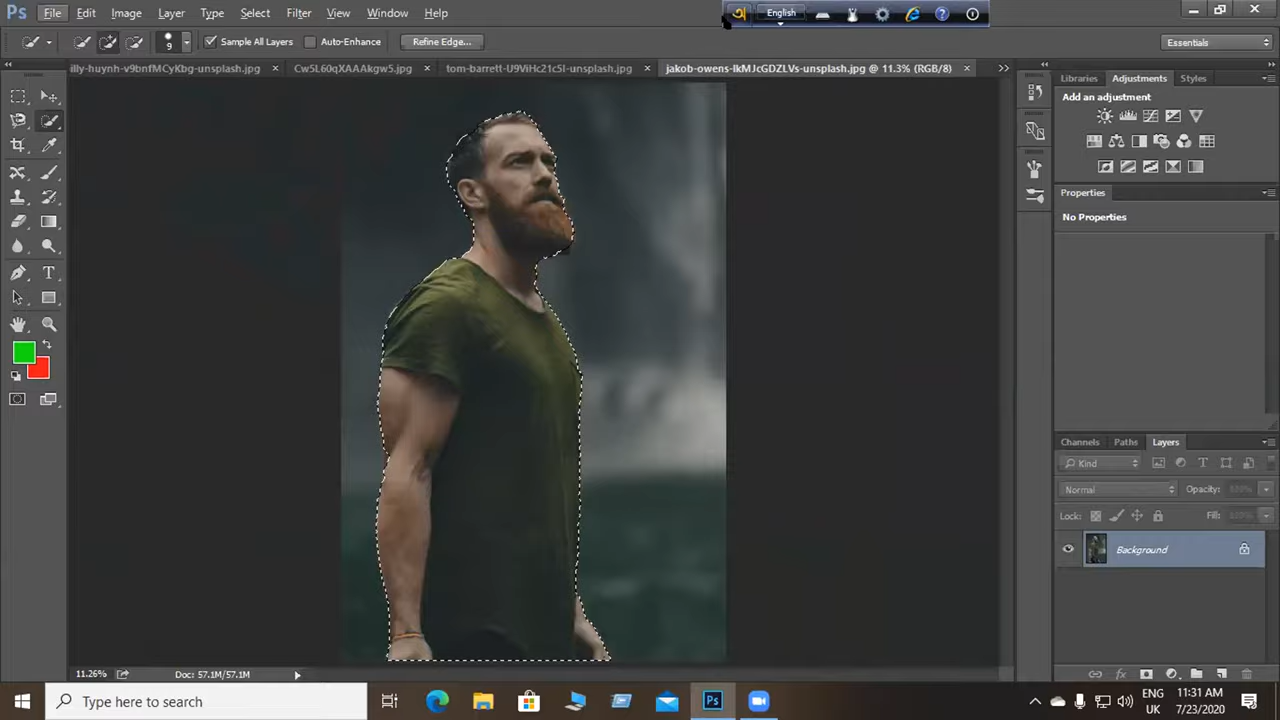 Ps File Edit Image Layer Type Select Filter View Window Help
অ English
9 Sample All Layers Auto-Enhance Refine Edge... Essentials
illy-huynh-v9bnfMCyKbg-unsplash.jpg × Cw5L60qXAAAkgw5.jpg × tom-barrett-U9ViHc21c5I-unsplash.jpg × jakob-owens-lkMJcGDZLVs-unsplash.jpg @ 11.3% (RGB/8) ×
Libraries Adjustments Styles
Add an adjustment
Properties
No Properties
Channels Paths Layers
Kind
Normal Opacity:
Lock: Fill:
Background
11.26% Doc: 57.1M/57.1M
Type here to search
ENG
UK
11:31 AM
7/23/2020